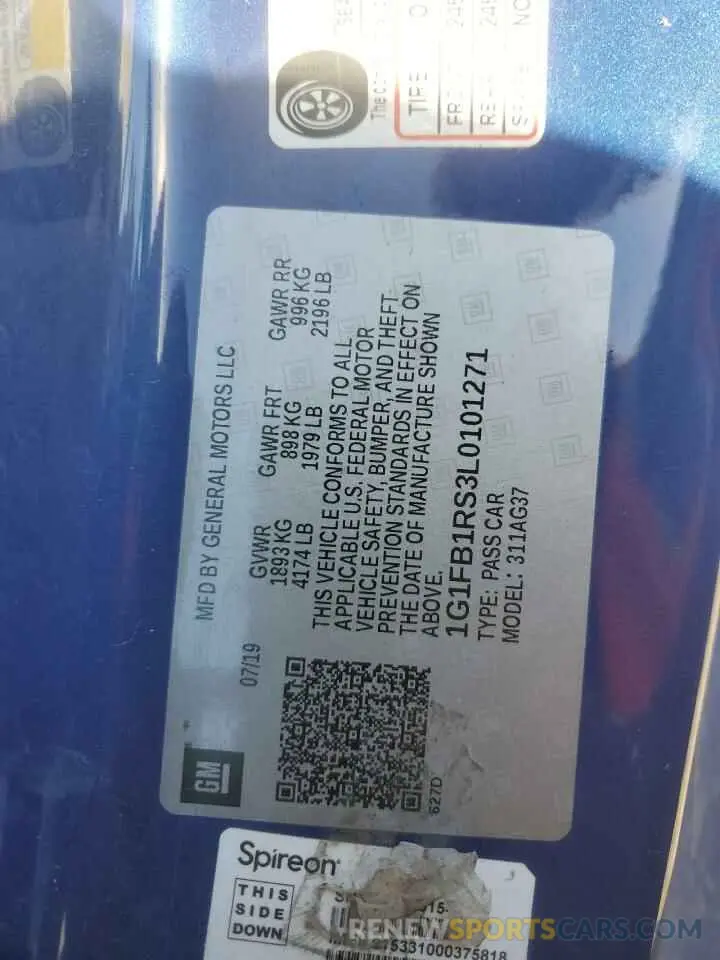 The
TIRE
MFD BY GENERAL MOTORS LLC
07/19
GVWR GAWR FRT GAWR RR
1893 KG 898 KG 996 KG
4174 LB 1979 LB 2196 LB
THIS VEHICLE CONFORMS TO ALL
APPLICABLE U.S. FEDERAL MOTOR
VEHICLE SAFETY, BUMPER, AND THEFT
PREVENTION STANDARDS IN EFFECT ON
THE DATE OF MANUFACTURE SHOWN
ABOVE.
1G1FB1RS3L0101271
TYPE: PASS CAR
MODEL: 311AG37
GM
627D
Spireon
THIS
SIDE
DOWN
RENEWSPORTSCARS.COM